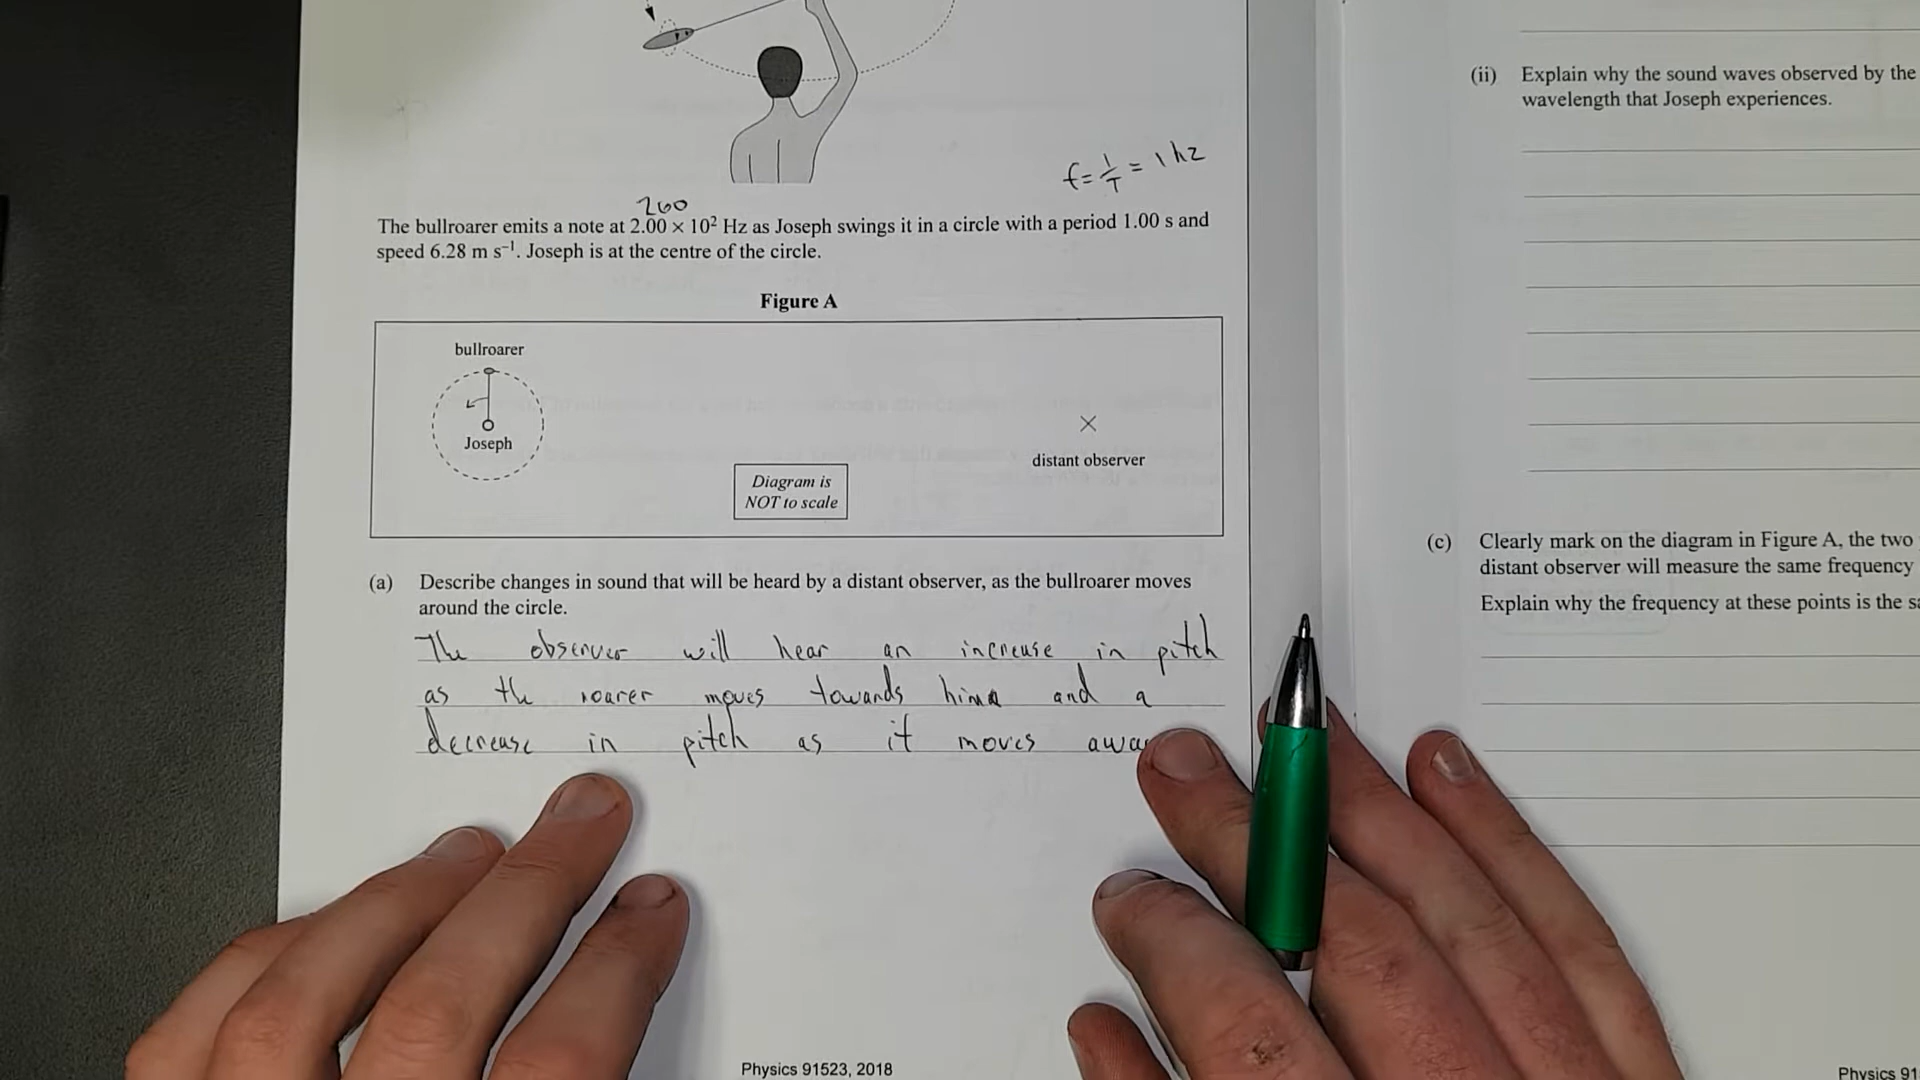 f = 1/T = 1 hz
200
The bullroarer emits a note at 2.00 × 10² Hz as Joseph swings it in a circle with a period 1.00 s and
speed 6.28 m s⁻¹. Joseph is at the centre of the circle.
Figure A
bullroarer
Joseph
distant observer
Diagram is
NOT to scale
(a) Describe changes in sound that will be heard by a distant observer, as the bullroarer moves
around the circle.
The observer will hear an increase in pitch
as the roarer moves towards him and a
decrease in pitch as it moves
Physics 91523, 2018
(ii) Explain why the sound waves observed by the
wavelength that Joseph experiences.
(c) Clearly mark on the diagram in Figure A, the two
distant observer will measure the same frequency
Explain why the frequency at these points is the
Physics 91